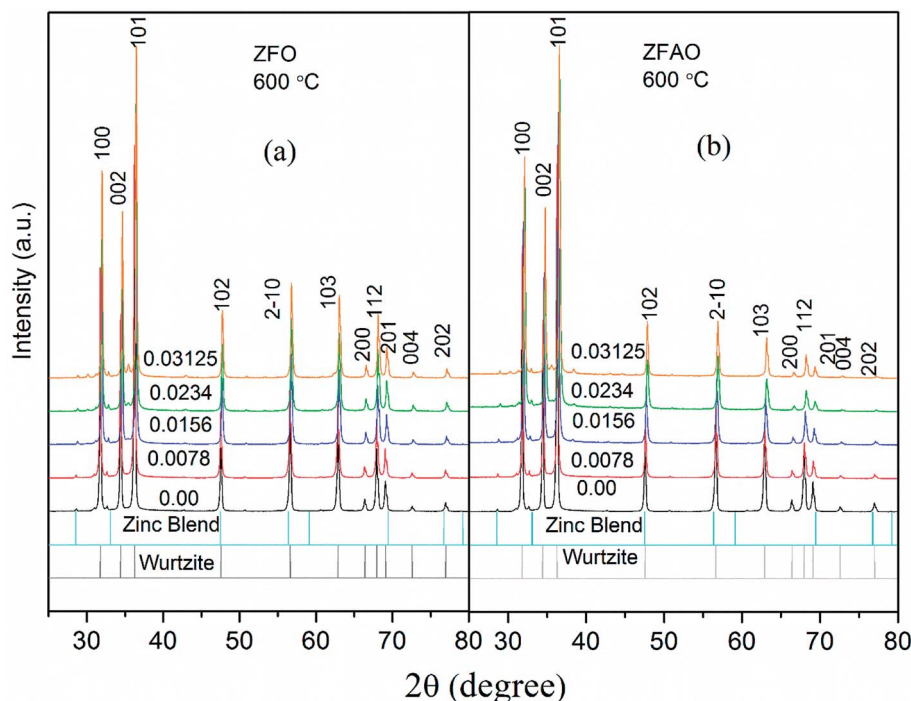 Intensity (a.u.)
ZFO
600 °C
(a)
100
002
101
102
2-10
103
200
112
201
004
202
0.03125
0.0234
0.0156
0.0078
0.00
Zinc Blend
Wurtzite
30 40 50 60 70 80
ZFAO
600 °C
(b)
100
002
101
102
2-10
103
200
112
201
004
202
0.03125
0.0234
0.0156
0.0078
0.00
Zinc Blend
Wurtzite
30 40 50 60 70 80
2θ (degree)